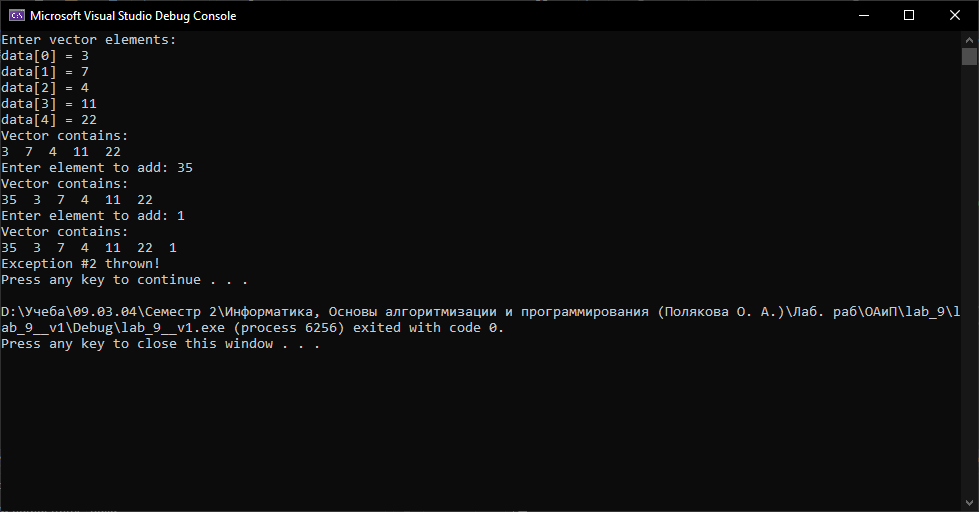 Microsoft Visual Studio Debug Console
Enter vector elements:
data[0] = 3
data[1] = 7
data[2] = 4
data[3] = 11
data[4] = 22
Vector contains:
3  7  4  11  22
Enter element to add: 35
Vector contains:
35  3  7  4  11  22
Enter element to add: 1
Vector contains:
35  3  7  4  11  22  1
Exception #2 thrown!
Press any key to continue . . .
D:\Учеба\09.03.04\Семестр 2\Информатика, Основы алгоритмизации и программирования (Полякова О. А.)\Лаб. раб\ОАиП\lab_9\l
ab_9__v1\Debug\lab_9__v1.exe (process 6256) exited with code 0.
Press any key to close this window . . .